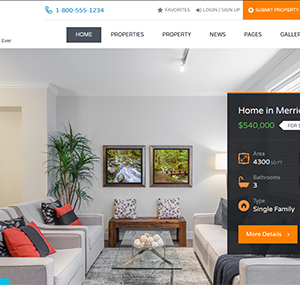 1-800-555-1234
FAVORITES
LOGIN / SIGN UP
SUBMIT PROPERTY
Ever
HOME
PROPERTIES
PROPERTY
NEWS
PAGES
GALLER
Home in Merri
$540,000
FOR
Area
4300 SQ FT
Bathrooms
3
Type
Single Family
More Details >